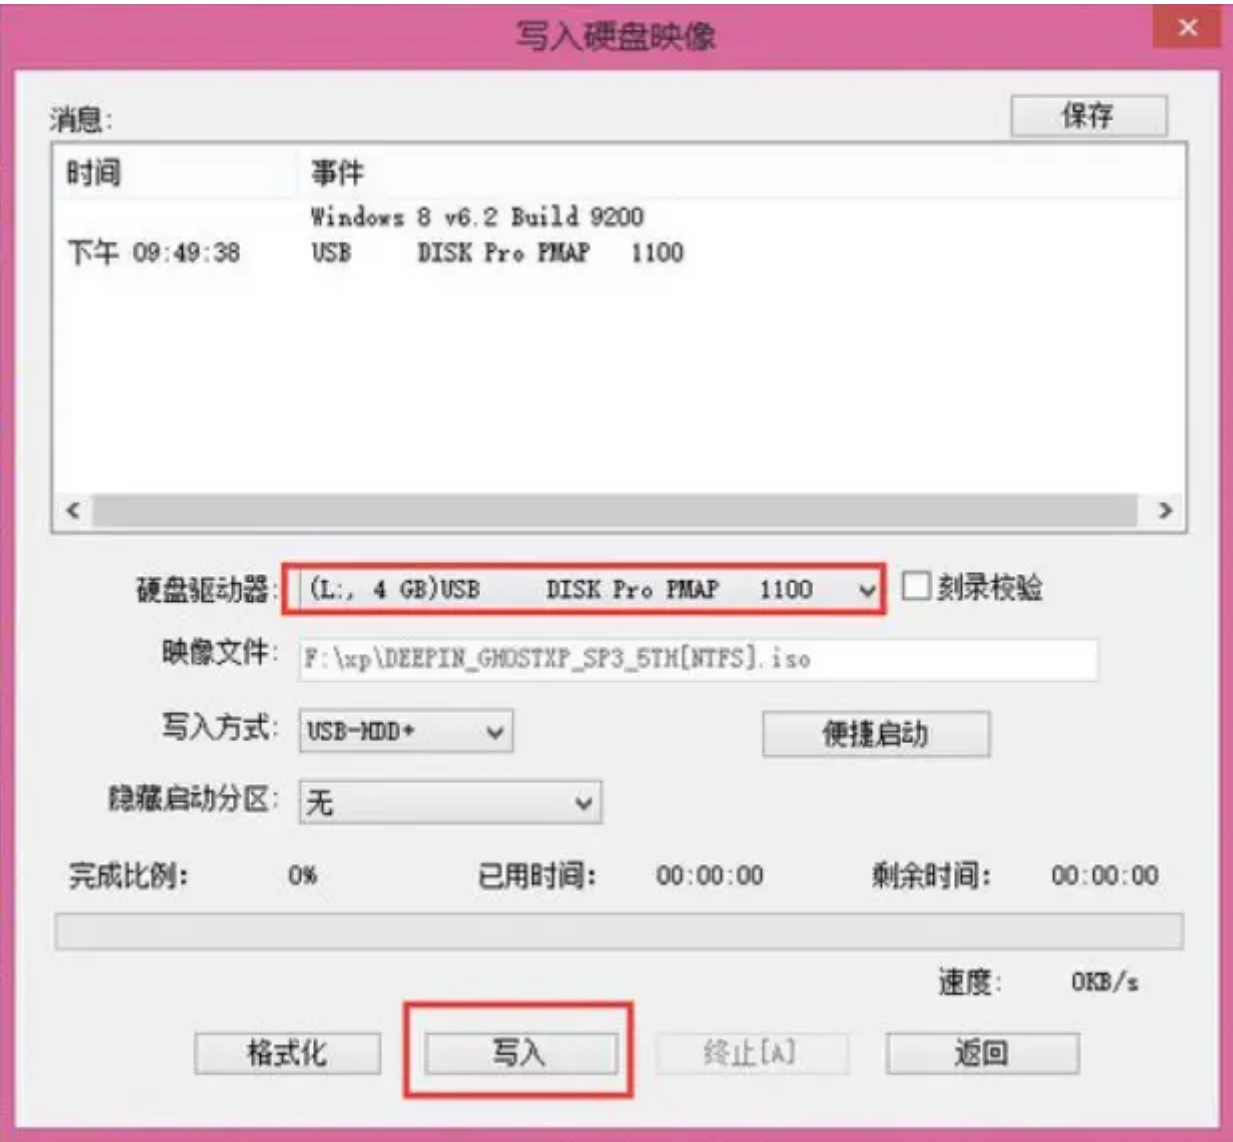 写入硬盘映像
消息:
保存
时间 事件
Windows 8 v6.2 Build 9200
下午 09:49:38 USB DISK Pro PMAP 1100
硬盘驱动器: (L:, 4 GB)USB DISK Pro PMAP 1100 刻录校验
映像文件: F:\xp\DEEPIN_GHOSTXP_SP3_5TH[NTFS].iso
写入方式: USB-HDD+ 便捷启动
隐藏启动分区: 无
完成比例: 0% 已用时间: 00:00:00 剩余时间: 00:00:00
速度: 0KB/s
格式化 写入 终止[A] 返回